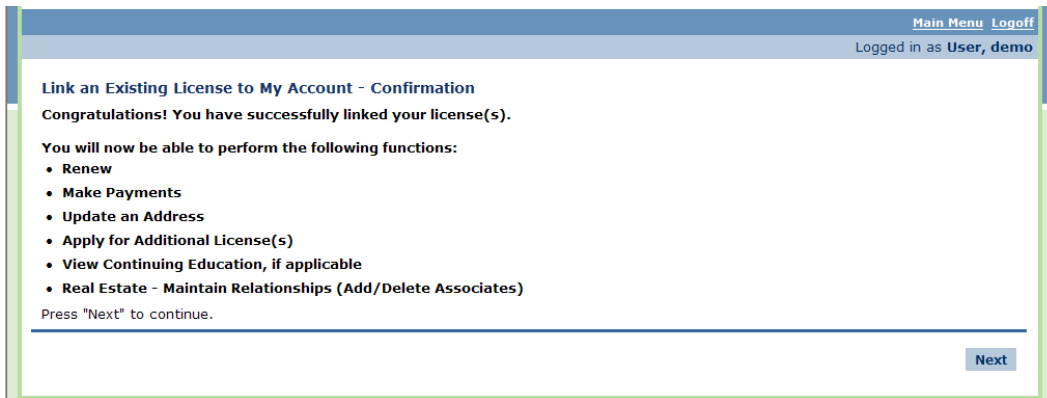 Main Menu Logoff
Logged in as User, demo
Link an Existing License to My Account - Confirmation
Congratulations! You have successfully linked your license(s).
You will now be able to perform the following functions:
• Renew
• Make Payments
• Update an Address
• Apply for Additional License(s)
• View Continuing Education, if applicable
• Real Estate - Maintain Relationships (Add/Delete Associates)
Press "Next" to continue.
Next